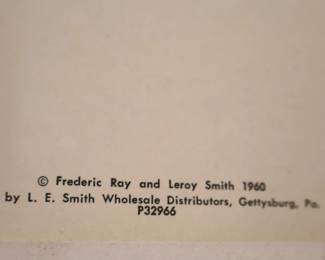 © Frederic Ray and Leroy Smith 1960
by L. E. Smith Wholesale Distributors, Gettysburg, Pa.
P32966